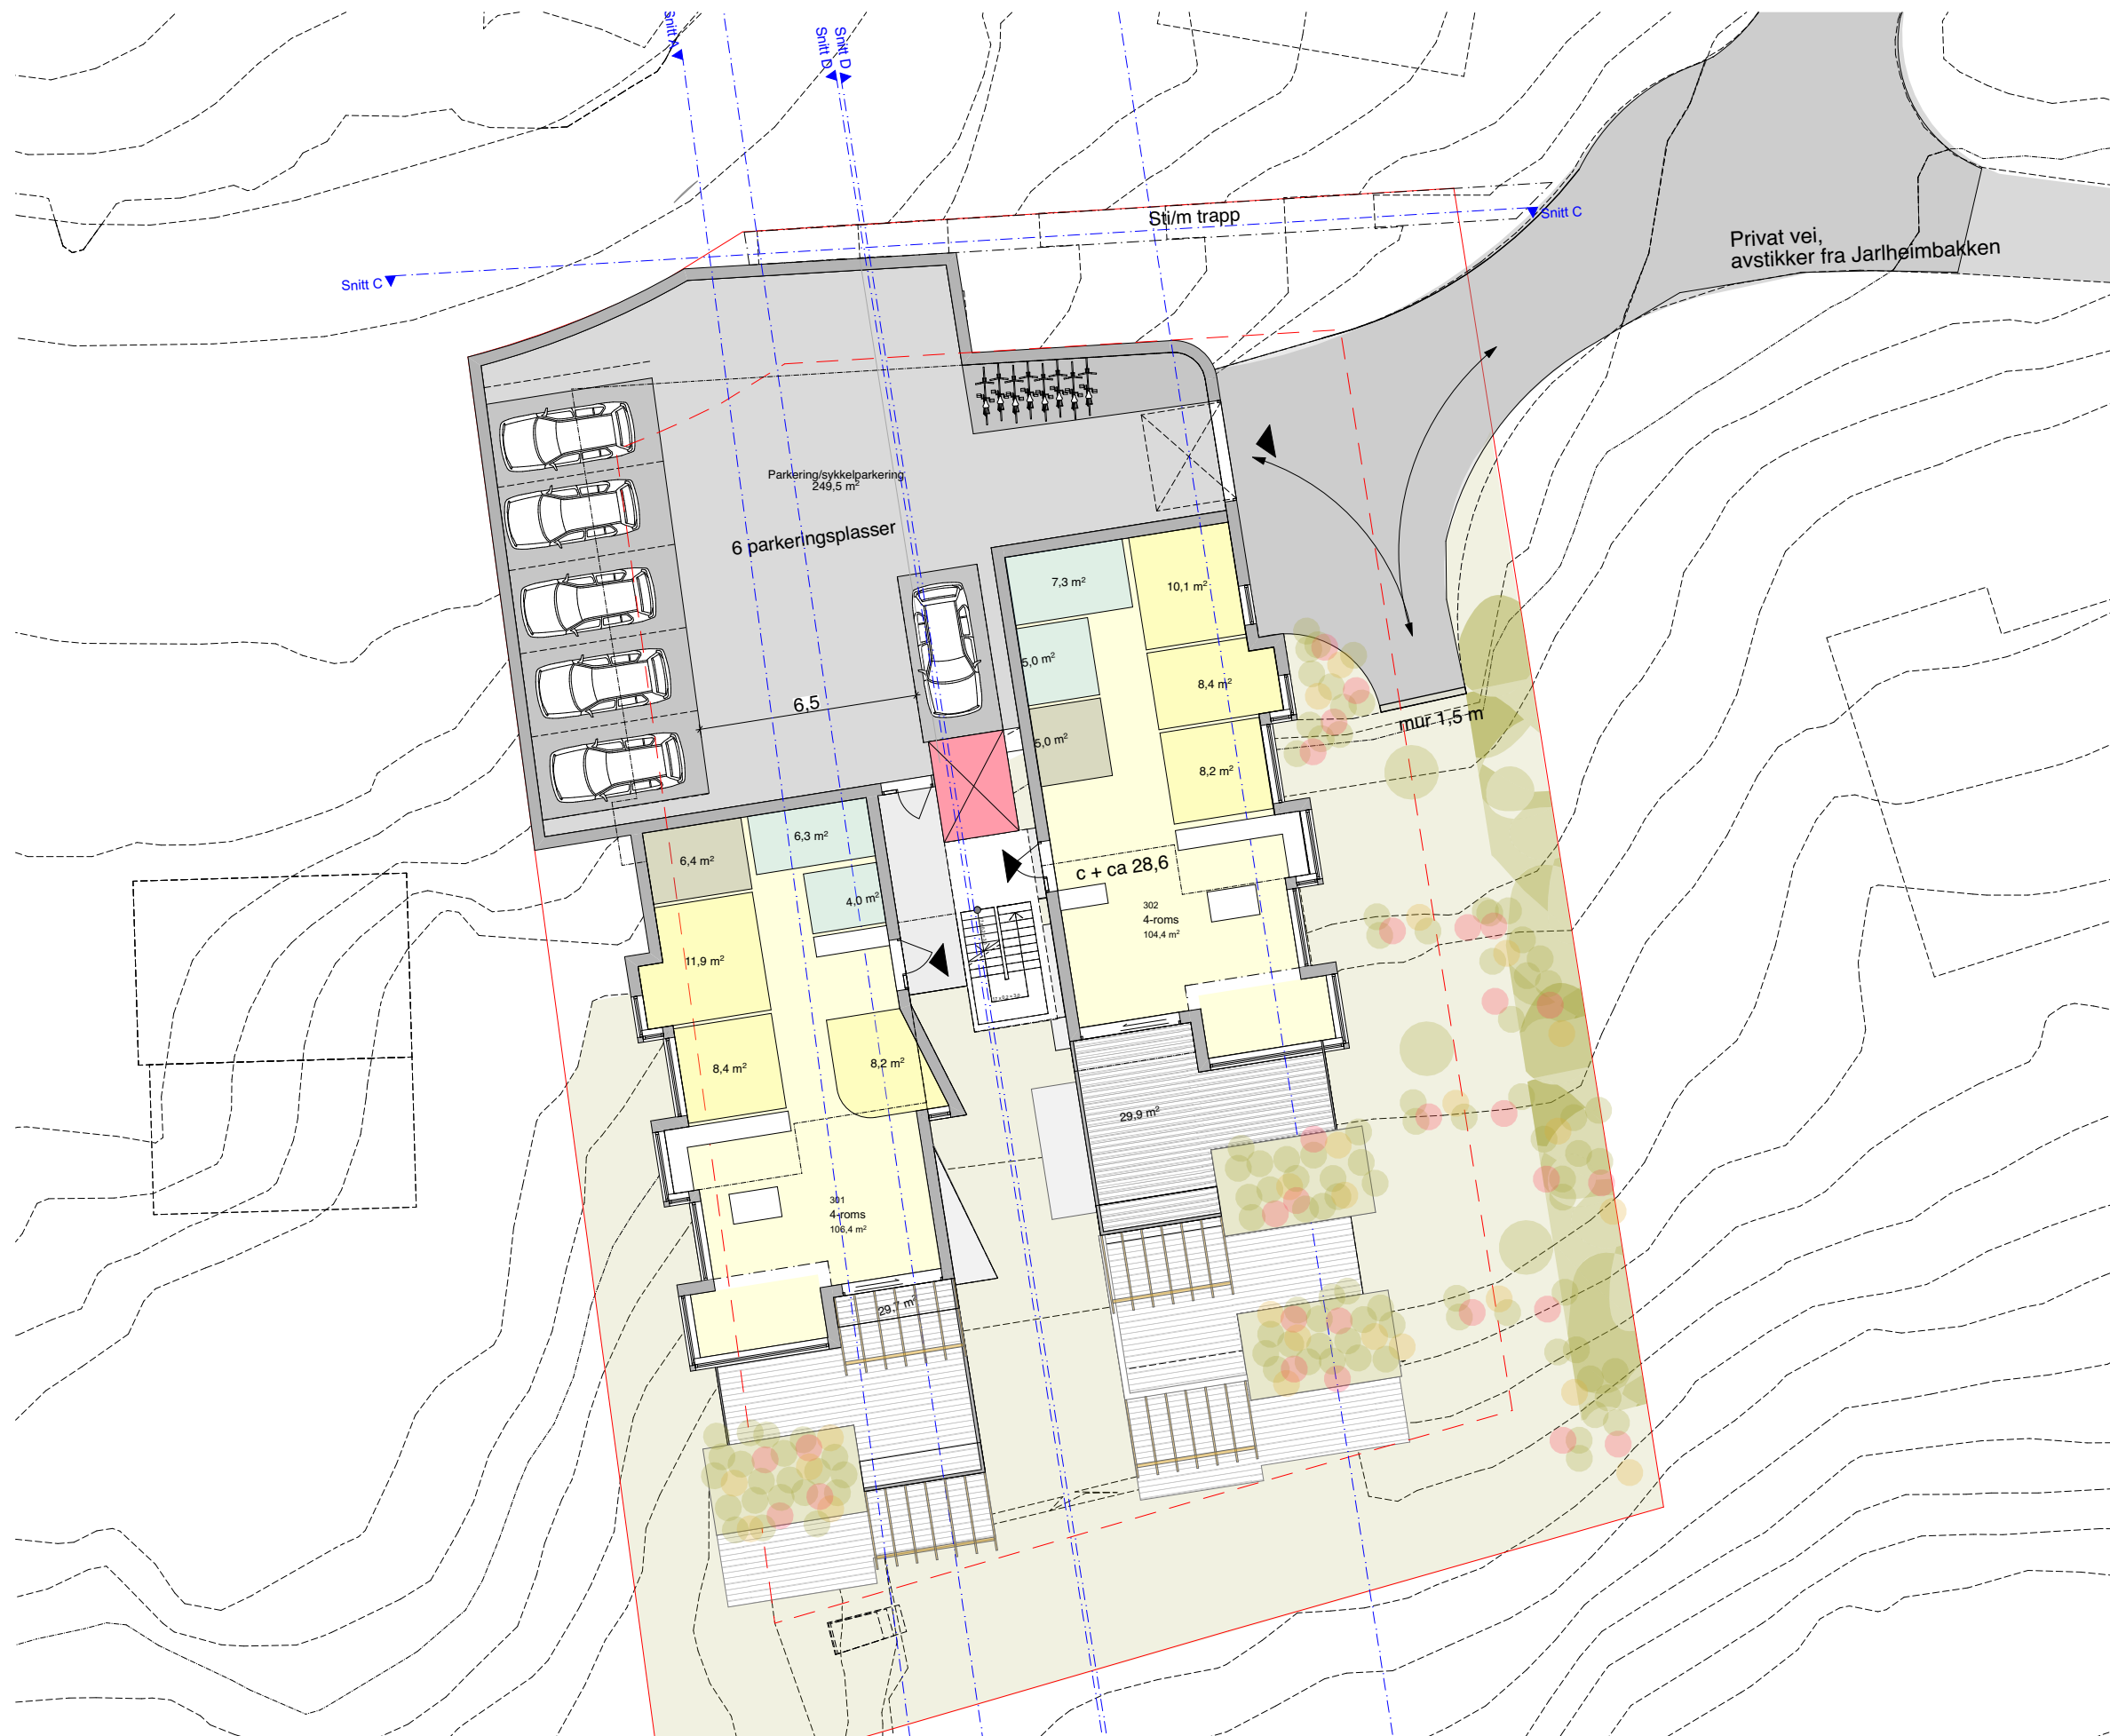 Snitt A
Snitt D
Snitt D
Sti/m trapp
Snitt C
Snitt C
Privat vei,
avstikker fra Jarlheimbakken
Parkering/sykkelparkering
249,5 m²
6 parkeringsplasser
7,3 m²
10,1 m²
5,0 m²
8,4 m²
6,5
mur 1,5 m
5,0 m²
8,2 m²
6,3 m²
6,4 m²
c + ca 28,6
4,0 m²
302
4-roms
104,4 m²
11,9 m²
8,4 m²
8,2 m²
29,9 m²
301
4-roms
106,4 m²
29,7 m²